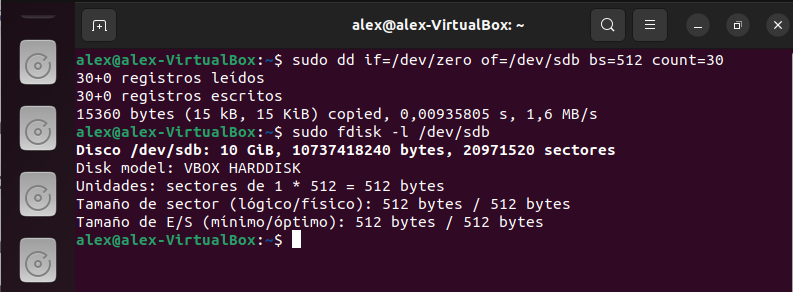 alex@alex-VirtualBox: ~
alex@alex-VirtualBox:~$ sudo dd if=/dev/zero of=/dev/sdb bs=512 count=30
30+0 registros leídos
30+0 registros escritos
15360 bytes (15 kB, 15 KiB) copied, 0,00935805 s, 1,6 MB/s
alex@alex-VirtualBox:~$ sudo fdisk -l /dev/sdb
Disco /dev/sdb: 10 GiB, 10737418240 bytes, 20971520 sectores
Disk model: VBOX HARDDISK
Unidades: sectores de 1 * 512 = 512 bytes
Tamaño de sector (lógico/físico): 512 bytes / 512 bytes
Tamaño de E/S (mínimo/óptimo): 512 bytes / 512 bytes
alex@alex-VirtualBox:~$